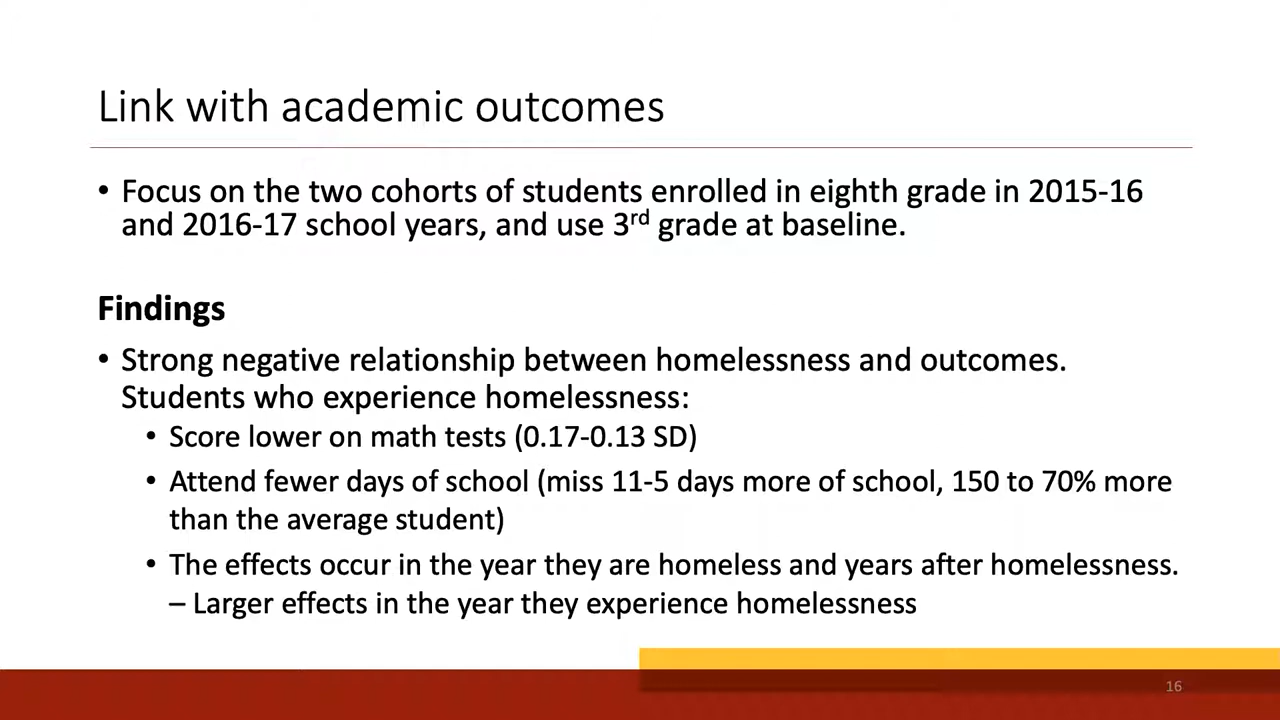 Link with academic outcomes
• Focus on the two cohorts of students enrolled in eighth grade in 2015-16
and 2016-17 school years, and use 3rd grade at baseline.
Findings
• Strong negative relationship between homelessness and outcomes.
Students who experience homelessness:
• Score lower on math tests (0.17-0.13 SD)
• Attend fewer days of school (miss 11-5 days more of school, 150 to 70% more
than the average student)
• The effects occur in the year they are homeless and years after homelessness.
– Larger effects in the year they experience homelessness
16